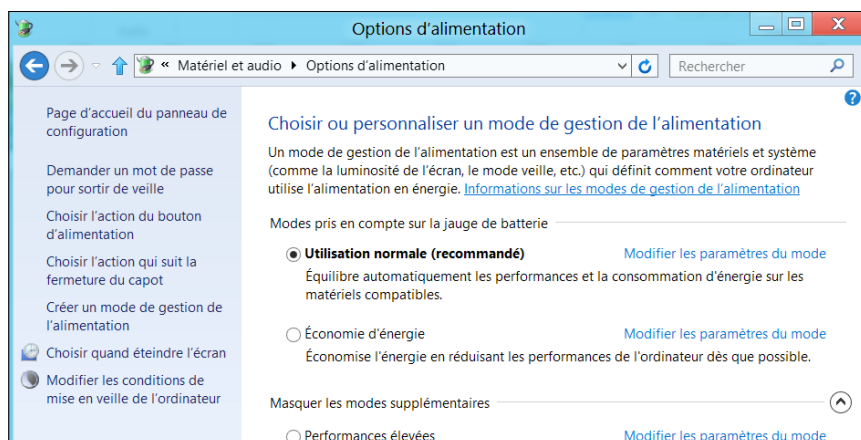 Options d'alimentation
« Matériel et audio ▸ Options d'alimentation
Rechercher
Page d'accueil du panneau de
configuration
Demander un mot de passe
pour sortir de veille
Choisir l'action du bouton
d'alimentation
Choisir l'action qui suit la
fermeture du capot
Créer un mode de gestion de
l'alimentation
Choisir quand éteindre l'écran
Modifier les conditions de
mise en veille de l'ordinateur
Choisir ou personnaliser un mode de gestion de l'alimentation
Un mode de gestion de l'alimentation est un ensemble de paramètres matériels et système
(comme la luminosité de l'écran, le mode veille, etc.) qui définit comment votre ordinateur
utilise l'alimentation en énergie. Informations sur les modes de gestion de l'alimentation
Modes pris en compte sur la jauge de batterie
Utilisation normale (recommandé) Modifier les paramètres du mode
Équilibre automatiquement les performances et la consommation d'énergie sur les
matériels compatibles.
Économie d'énergie Modifier les paramètres du mode
Économise l'énergie en réduisant les performances de l'ordinateur dès que possible.
Masquer les modes supplémentaires
Performances élevées Modifier les paramètres du mode